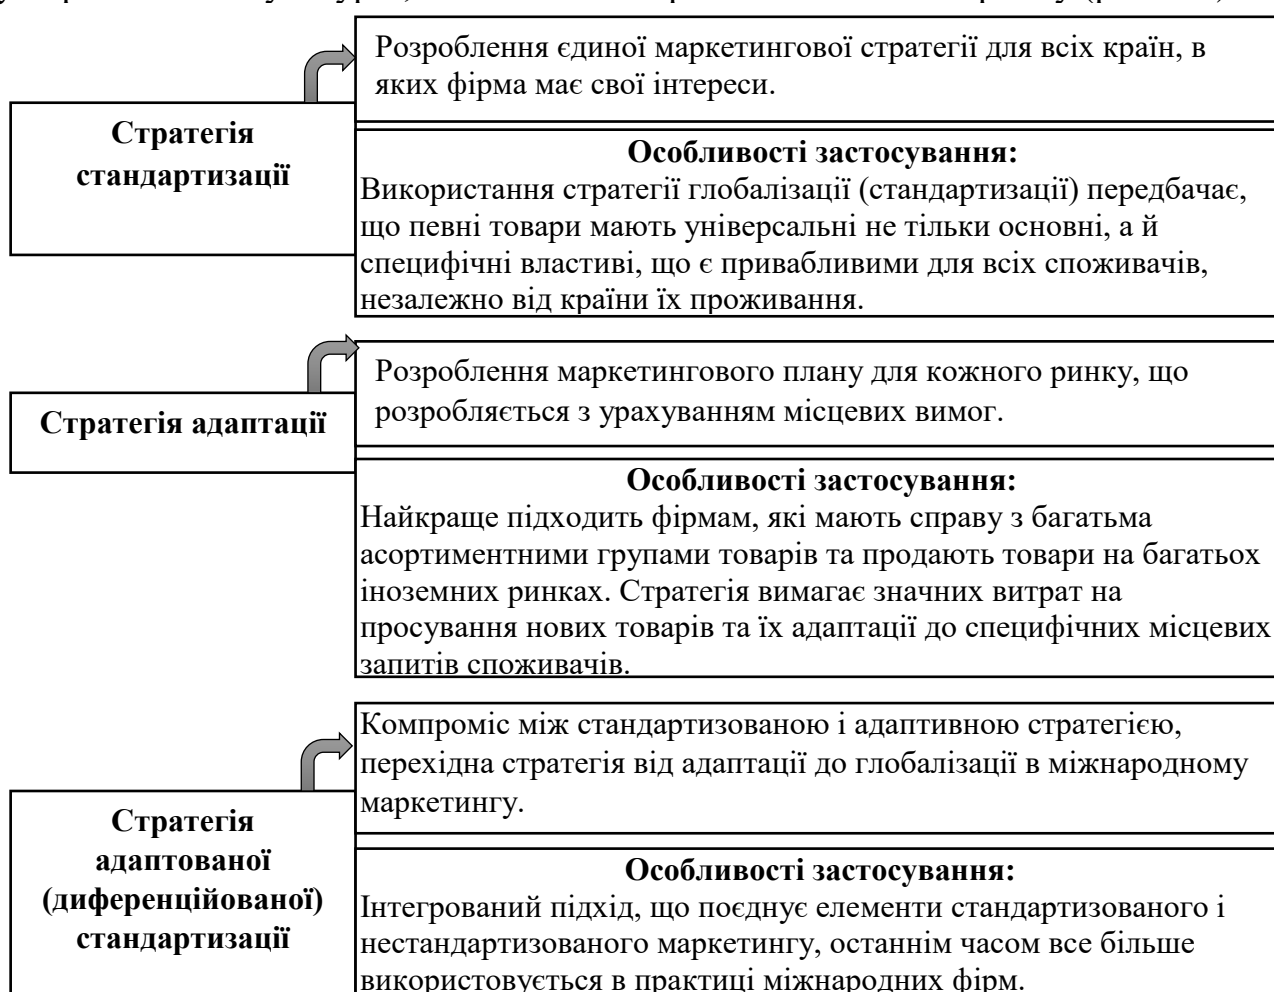 Розроблення єдиної маркетингової стратегії для всіх країн, в
яких фірма має свої інтереси.
Стратегія
стандартизації
Особливості застосування:
Використання стратегії глобалізації (стандартизації) передбачає,
що певні товари мають універсальні не тільки основні, а й
специфічні властиві, що є привабливими для всіх споживачів,
незалежно від країни їх проживання.
Розроблення маркетингового плану для кожного ринку, що
розробляється з урахуванням місцевих вимог.
Стратегія адаптації
Особливості застосування:
Найкраще підходить фірмам, які мають справу з багатьма
асортиментними групами товарів та продають товари на багатьох
іноземних ринках. Стратегія вимагає значних витрат на
просування нових товарів та їх адаптації до специфічних місцевих
запитів споживачів.
Компроміс між стандартизованою і адаптивною стратегією,
перехідна стратегія від адаптації до глобалізації в міжнародному
маркетингу.
Стратегія
адаптованої
(диференційованої)
стандартизації
Особливості застосування:
Інтегрований підхід, що поєднує елементи стандартизованого і
нестандартизованого маркетингу, останнім часом все більше
використовується в практиці міжнародних фірм.